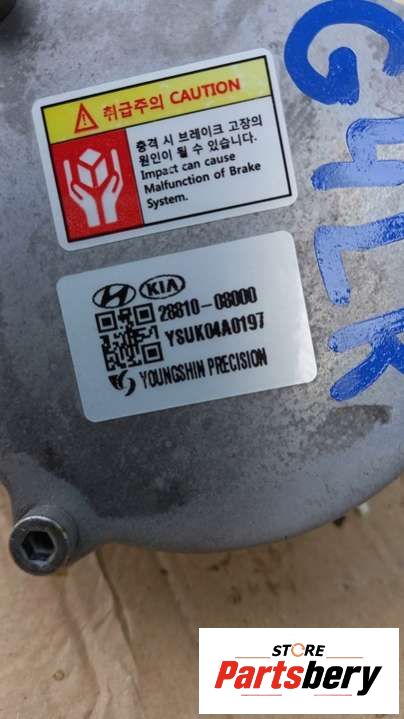 취급주의 CAUTION
충격 시 브레이크 고장의
원인이 될 수 있습니다.
Impact can cause
Malfunction of Brake
System.
KIA
28810-08000
YSUK04A0197
YOUNGSHIN PRECISION
G4LR
STORE
Partsbery